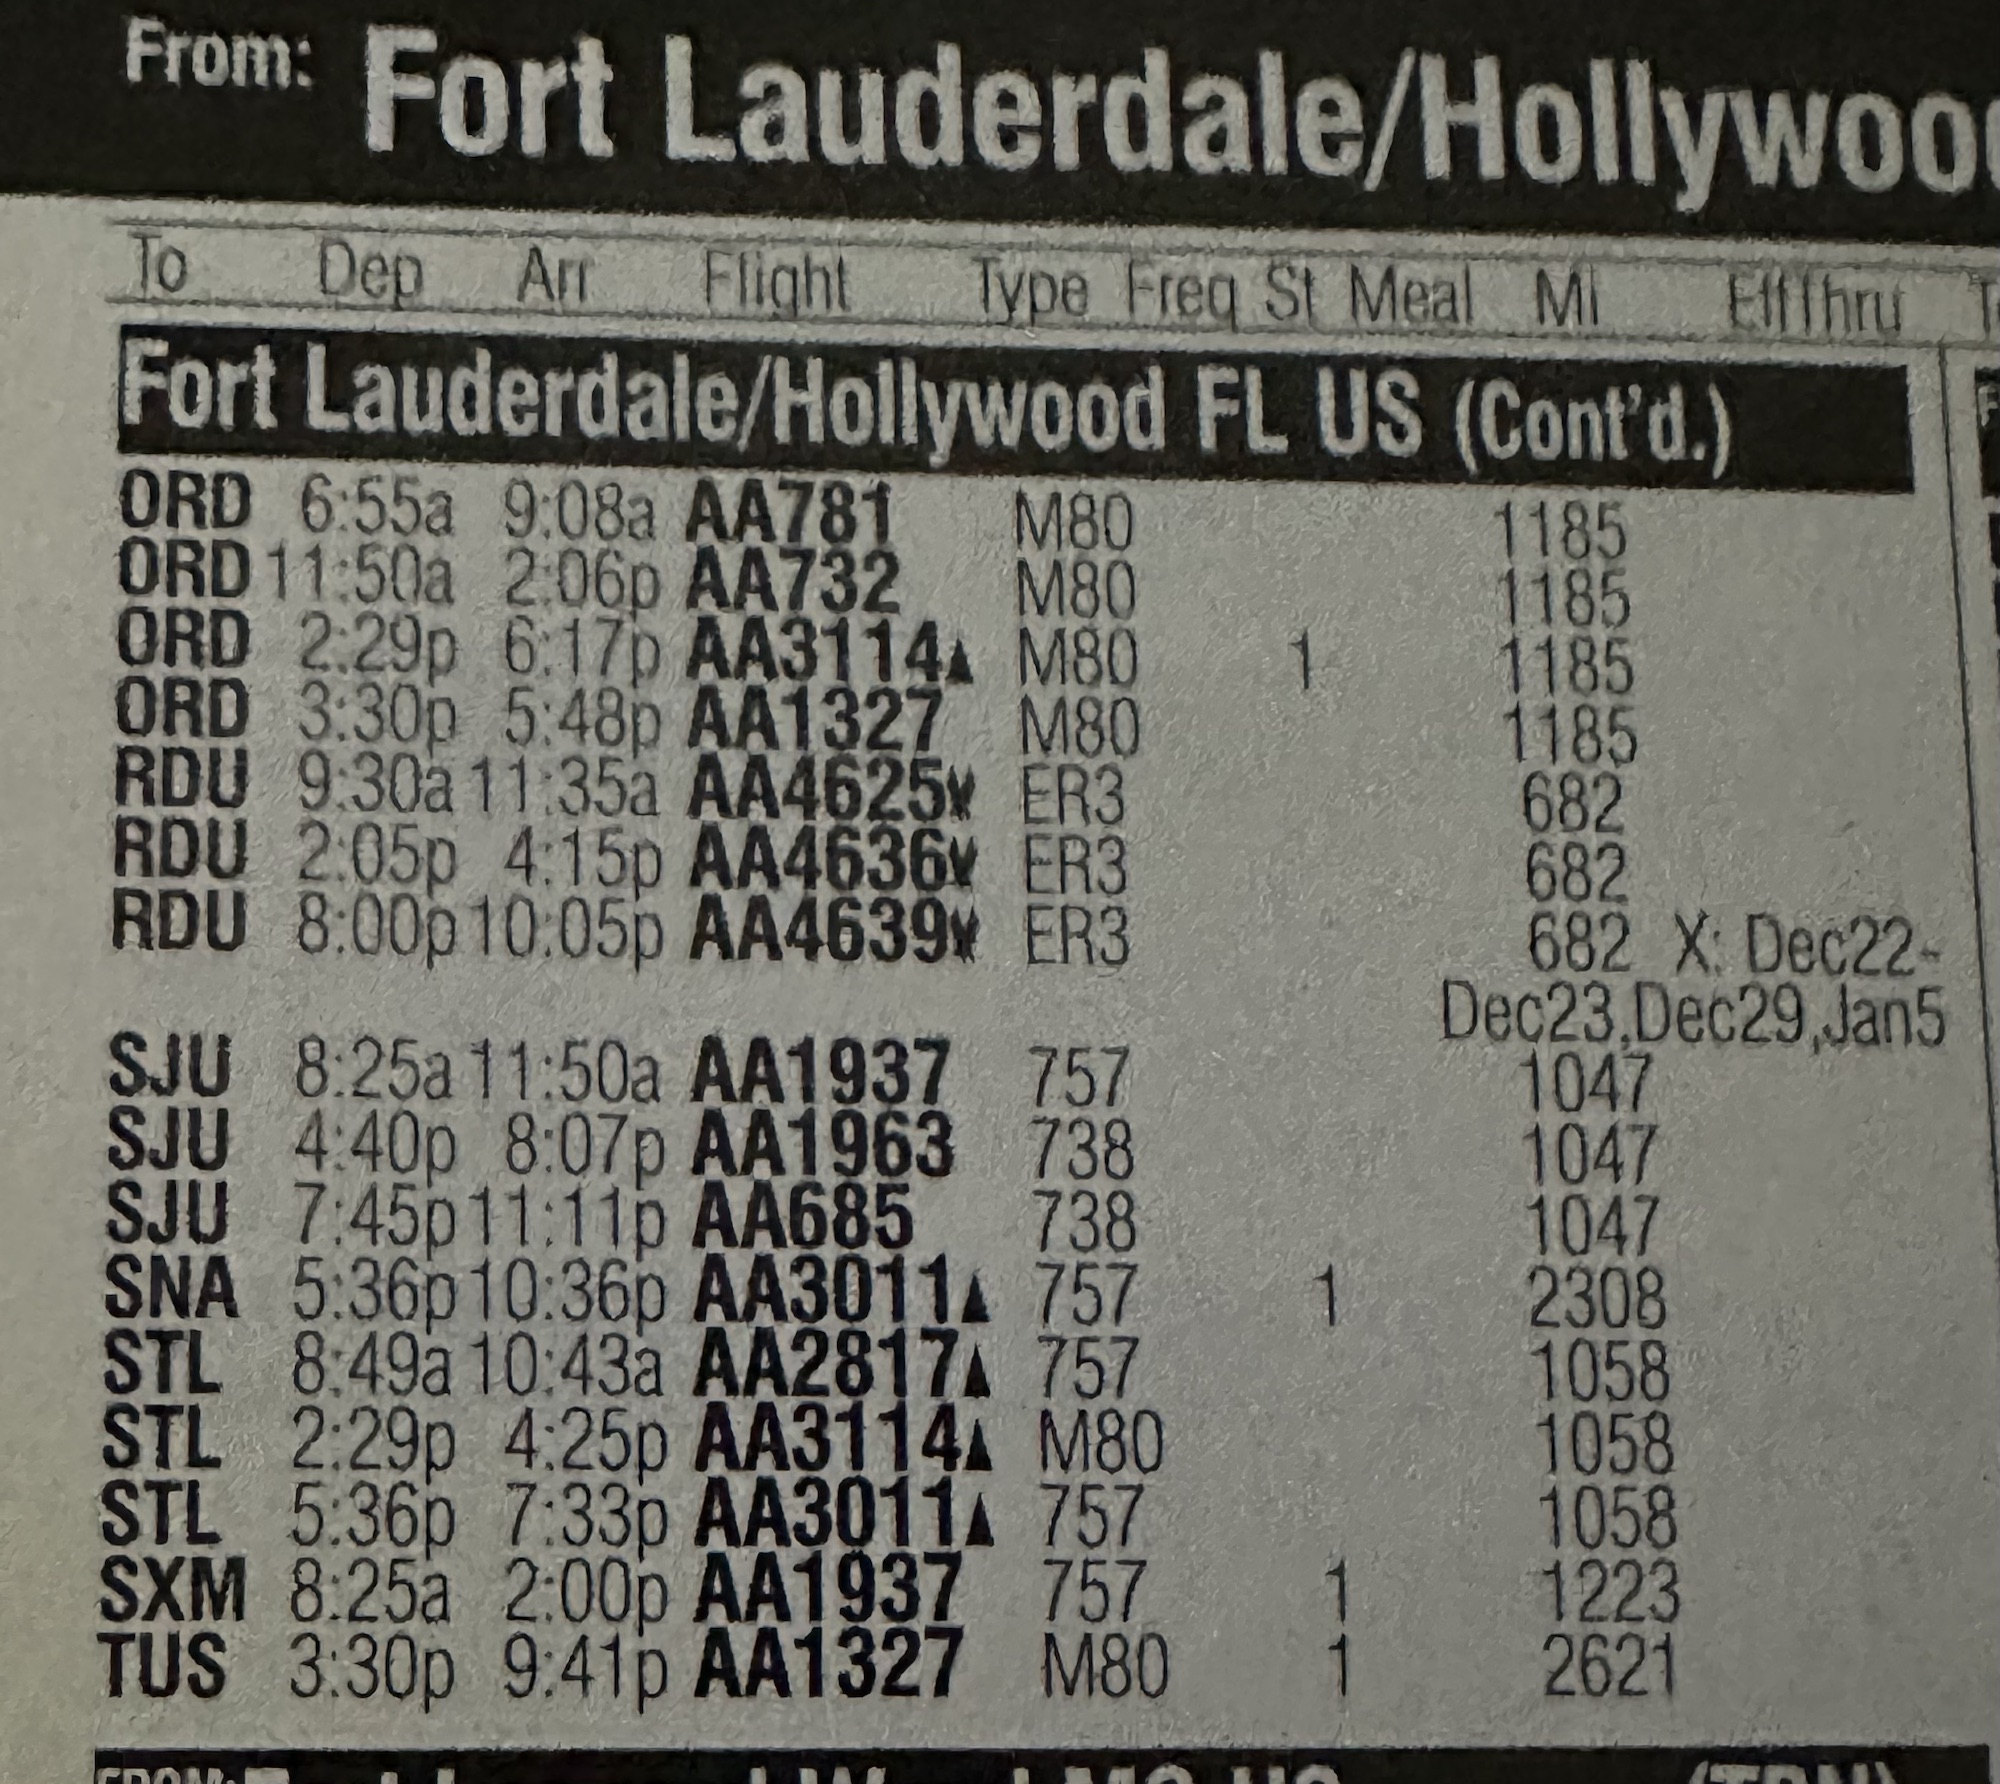 From: Fort Lauderdale/Hollywoo
To Dep Arr Flight Type Freq St Meal Mi Eff/Thru
Fort Lauderdale/Hollywood FL US (Cont'd.)
ORD 6:55a 9:08a AA781 M80 1185
ORD 11:50a 2:06p AA732 M80 1185
ORD 2:29p 6:17p AA3114▲ M80 1 1185
ORD 3:30p 5:48p AA1327 M80 1185
RDU 9:30a 11:35a AA4625 ER3 682
RDU 2:05p 4:15p AA4636 ER3 682
RDU 8:00p 10:05p AA4639 ER3 682 X: Dec22-
Dec23,Dec29,Jan5
SJU 8:25a 11:50a AA1937 757 1047
SJU 4:40p 8:07p AA1963 738 1047
SJU 7:45p 11:11p AA685 738 1047
SNA 5:36p 10:36p AA3011▲ 757 1 2308
STL 8:49a 10:43a AA2817▲ 757 1058
STL 2:29p 4:25p AA3114▲ M80 1058
STL 5:36p 7:33p AA3011▲ 757 1058
SXM 8:25a 2:00p AA1937 757 1 1223
TUS 3:30p 9:41p AA1327 M80 1 2621